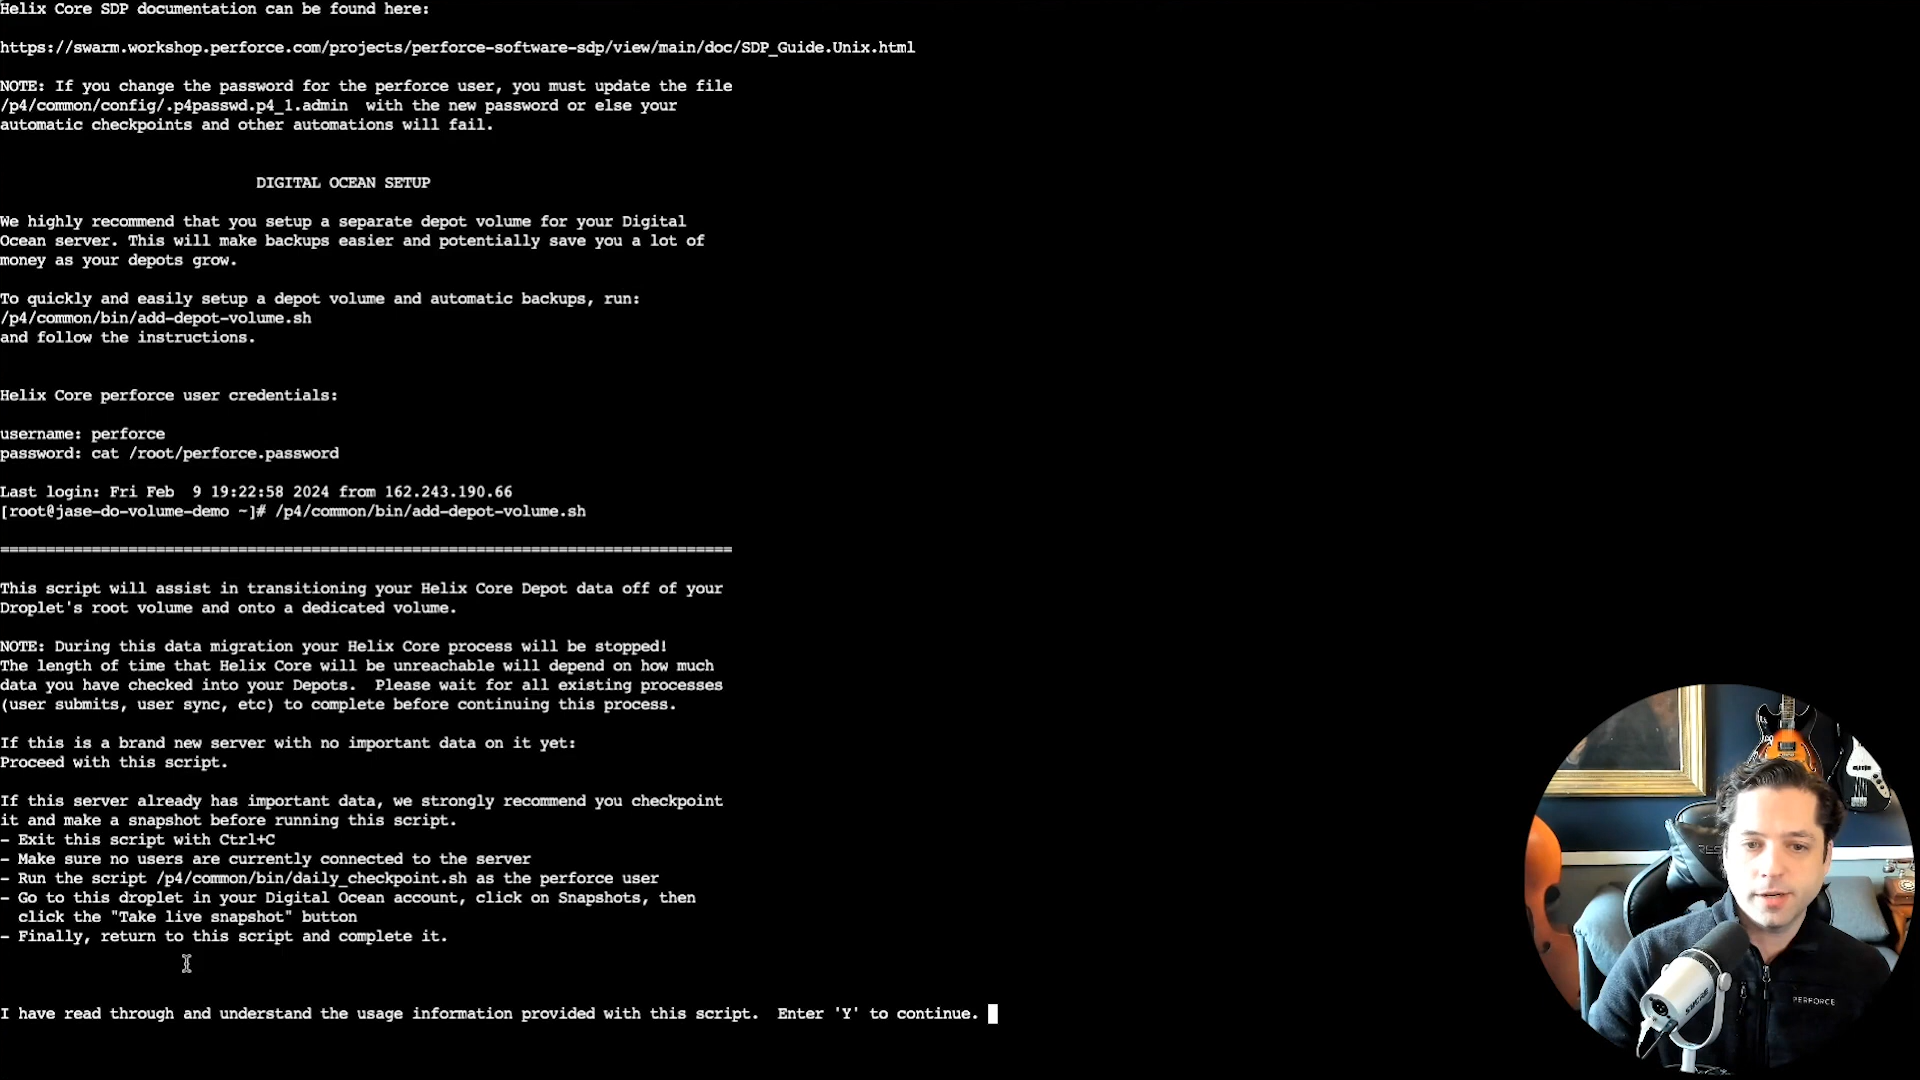 Helix Core SDP documentation can be found here:
https://swarm.workshop.perforce.com/projects/perforce-software-sdp/view/main/doc/SDP_Guide.Unix.html
NOTE: If you change the password for the perforce user, you must update the file
/p4/common/config/.p4passwd.p4_1.admin  with the new password or else your
automatic checkpoints and other automations will fail.
DIGITAL OCEAN SETUP
We highly recommend that you setup a separate depot volume for your Digital
Ocean server. This will make backups easier and potentially save you a lot of
money as your depots grow.
To quickly and easily setup a depot volume and automatic backups, run:
/p4/common/bin/add-depot-volume.sh
and follow the instructions.
Helix Core perforce user credentials:
username: perforce
password: cat /root/perforce.password
Last login: Fri Feb  9 19:22:58 2024 from 162.243.190.66
[root@jase-do-volume-demo ~]# /p4/common/bin/add-depot-volume.sh
================================================================================
This script will assist in transitioning your Helix Core Depot data off of your
Droplet's root volume and onto a dedicated volume.
NOTE: During this data migration your Helix Core process will be stopped!
The length of time that Helix Core will be unreachable will depend on how much
data you have checked into your Depots.  Please wait for all existing processes
(user submits, user sync, etc) to complete before continuing this process.
If this is a brand new server with no important data on it yet:
Proceed with this script.
If this server already has important data, we strongly recommend you checkpoint
it and make a snapshot before running this script.
- Exit this script with Ctrl+C
- Make sure no users are currently connected to the server
- Run the script /p4/common/bin/daily_checkpoint.sh as the perforce user
- Go to this droplet in your Digital Ocean account, click on Snapshots, then
click the "Take live snapshot" button
- Finally, return to this script and complete it.
I have read through and understand the usage information provided with this script.  Enter 'Y' to continue.
PERFORCE